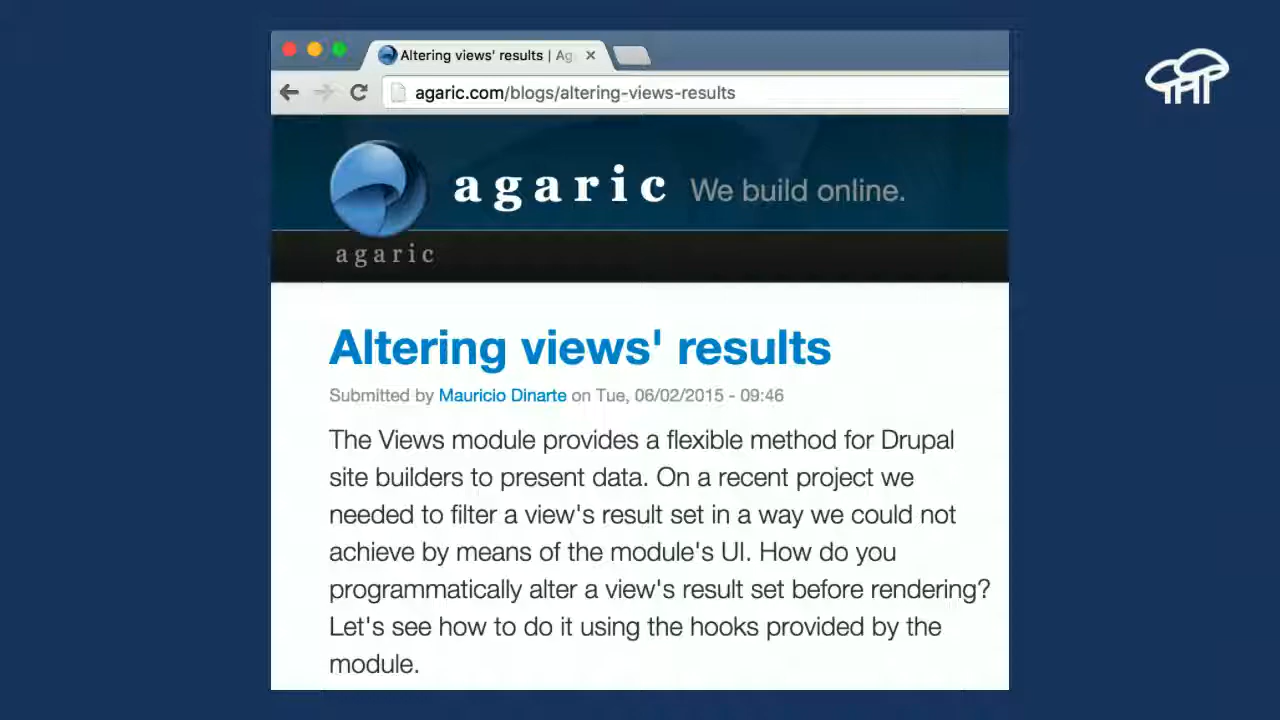 Altering views' results | Ag
agaric.com/blogs/altering-views-results
agaric We build online.
agaric
Altering views' results
Submitted by Mauricio Dinarte on Tue, 06/02/2015 - 09:46
The Views module provides a flexible method for Drupal
site builders to present data. On a recent project we
needed to filter a view's result set in a way we could not
achieve by means of the module's UI. How do you
programmatically alter a view's result set before rendering?
Let's see how to do it using the hooks provided by the
module.